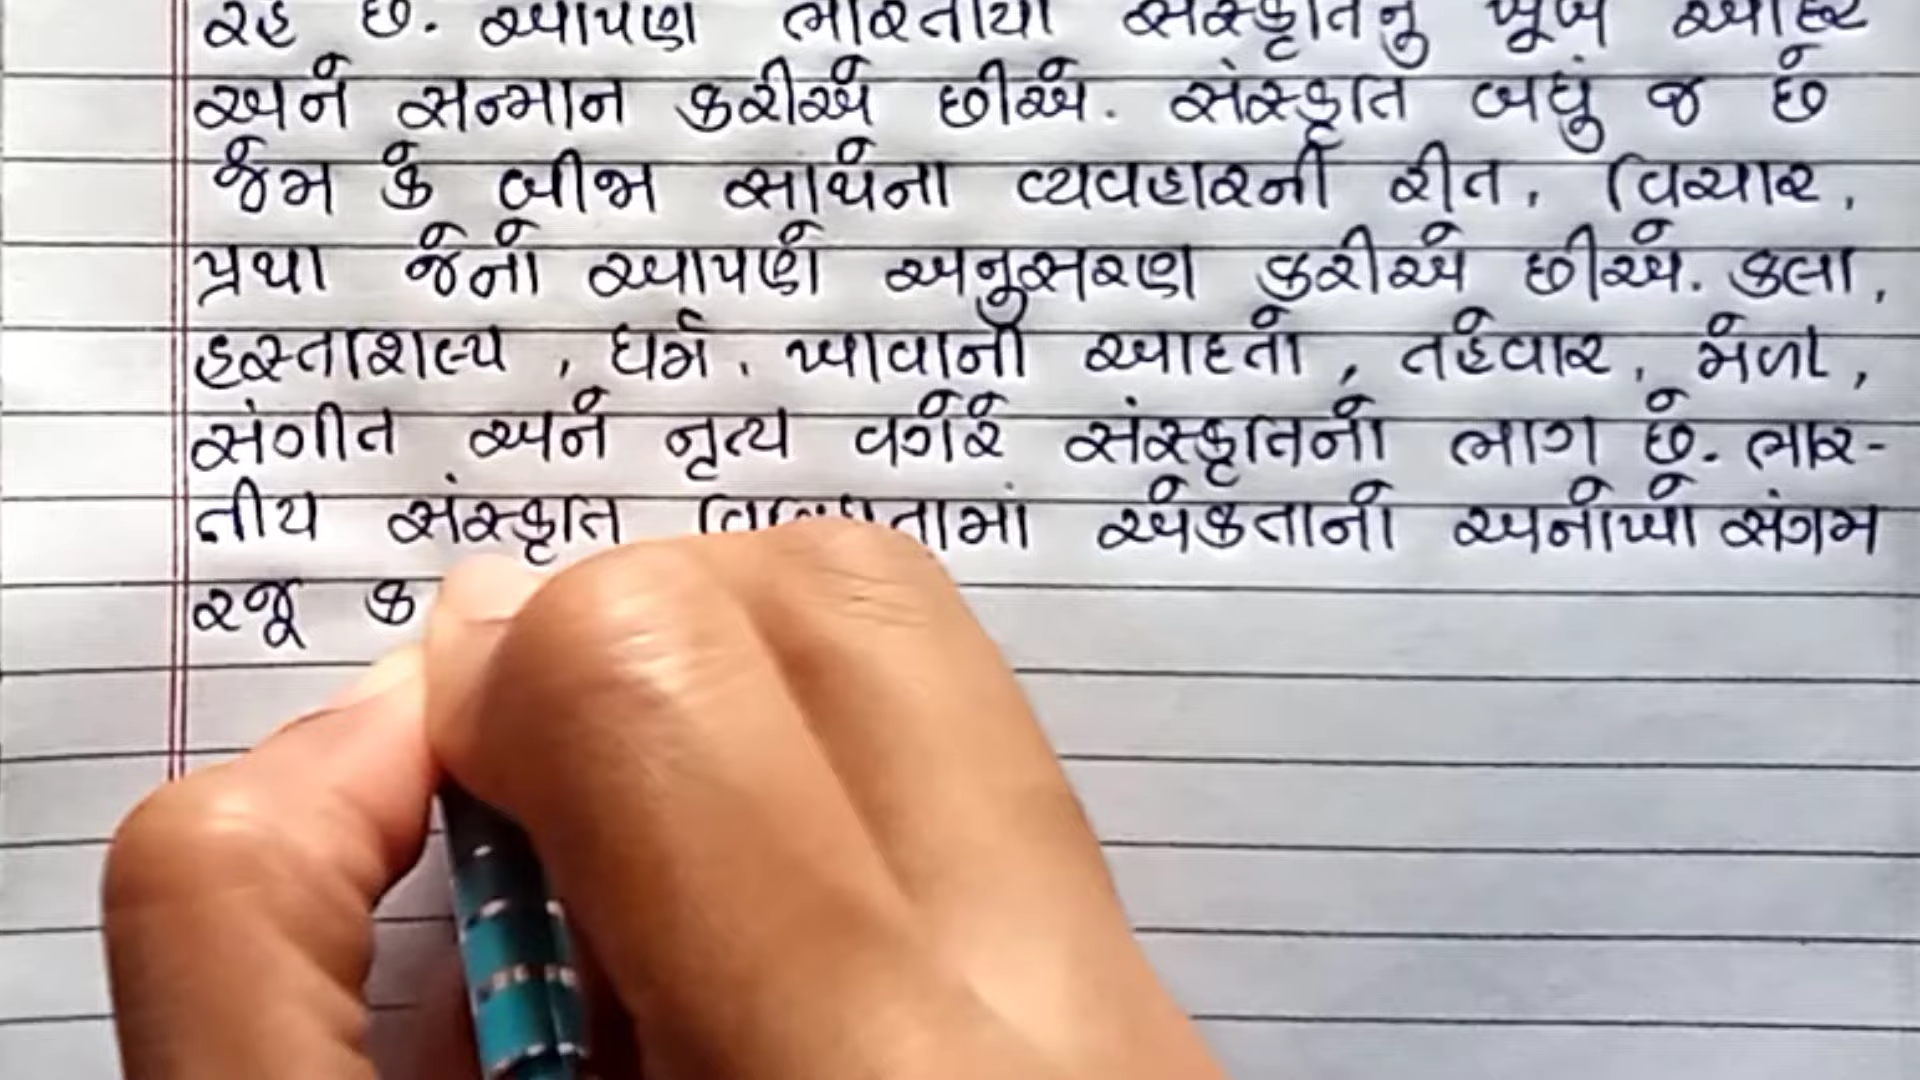 રહે છે. આપણે ભારતીયો સંસ્કૃતિનું ખૂબ આદર
અને સન્માન કરીએ છીએ. સંસ્કૃતિ બધું જ છે
જેમ કે બીજા સાથેના વ્યવહારની રીત, વિચાર,
પ્રથા જેનો આપણે અનુસરણ કરીએ છીએ. કલા,
હસ્તશિલ્પ, ધર્મ, ખાવાની આદતો, તહેવાર, મેળા,
સંગીત અને નૃત્ય વગેરે સંસ્કૃતિનો ભાગ છે. ભાર-
તીય સંસ્કૃતિ એકતાનો અનોખો સંગમ
રજૂ ક